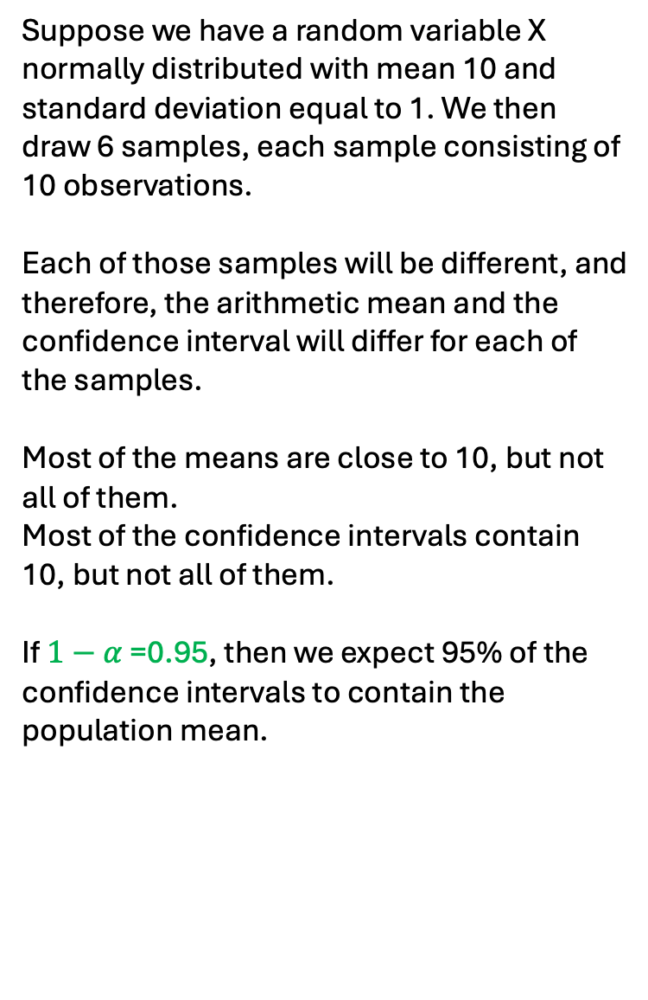 Suppose we have a random variable X
normally distributed with mean 10 and
standard deviation equal to 1. We then
draw 6 samples, each sample consisting of
10 observations.
Each of those samples will be different, and
therefore, the arithmetic mean and the
confidence interval will differ for each of
the samples.
Most of the means are close to 10, but not
all of them.
Most of the confidence intervals contain
10, but not all of them.
If 1 − α =0.95, then we expect 95% of the
confidence intervals to contain the
population mean.